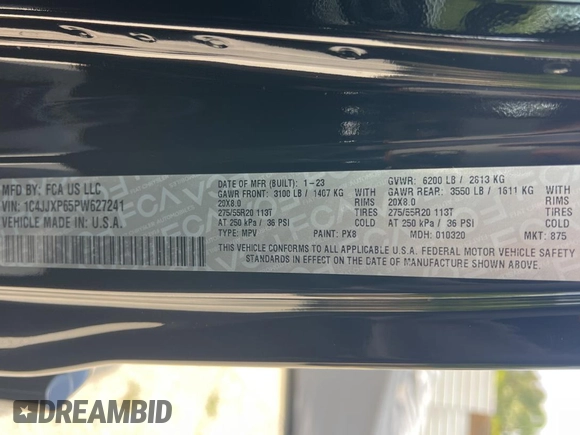 MFD BY: FCA US LLC
VIN: 1C4JJXP65PW627241
VEHICLE MADE IN: U.S.A.
DATE OF MFR (BUILT): 1-23
GVWR: 6200 LB / 2813 KG
GAWR FRONT: 3100 LB / 1407 KG RIMS
GAWR REAR: 3550 LB / 1611 KG
20X8.0 RIMS
20X8.0
275/55R20 113T TIRES
275/55R20 113T TIRES
AT 250 kPa / 36 PSI COLD
AT 250 kPa / 36 PSI COLD
TYPE: MPV PAINT: PX8 MDH: 010320 MKT: 875
THIS VEHICLE CONFORMS TO ALL APPLICABLE U.S.A. FEDERAL MOTOR VEHICLE SAFETY
STANDARDS IN EFFECT ON THE DATE OF MANUFACTURE SHOWN ABOVE.
DREAMBID